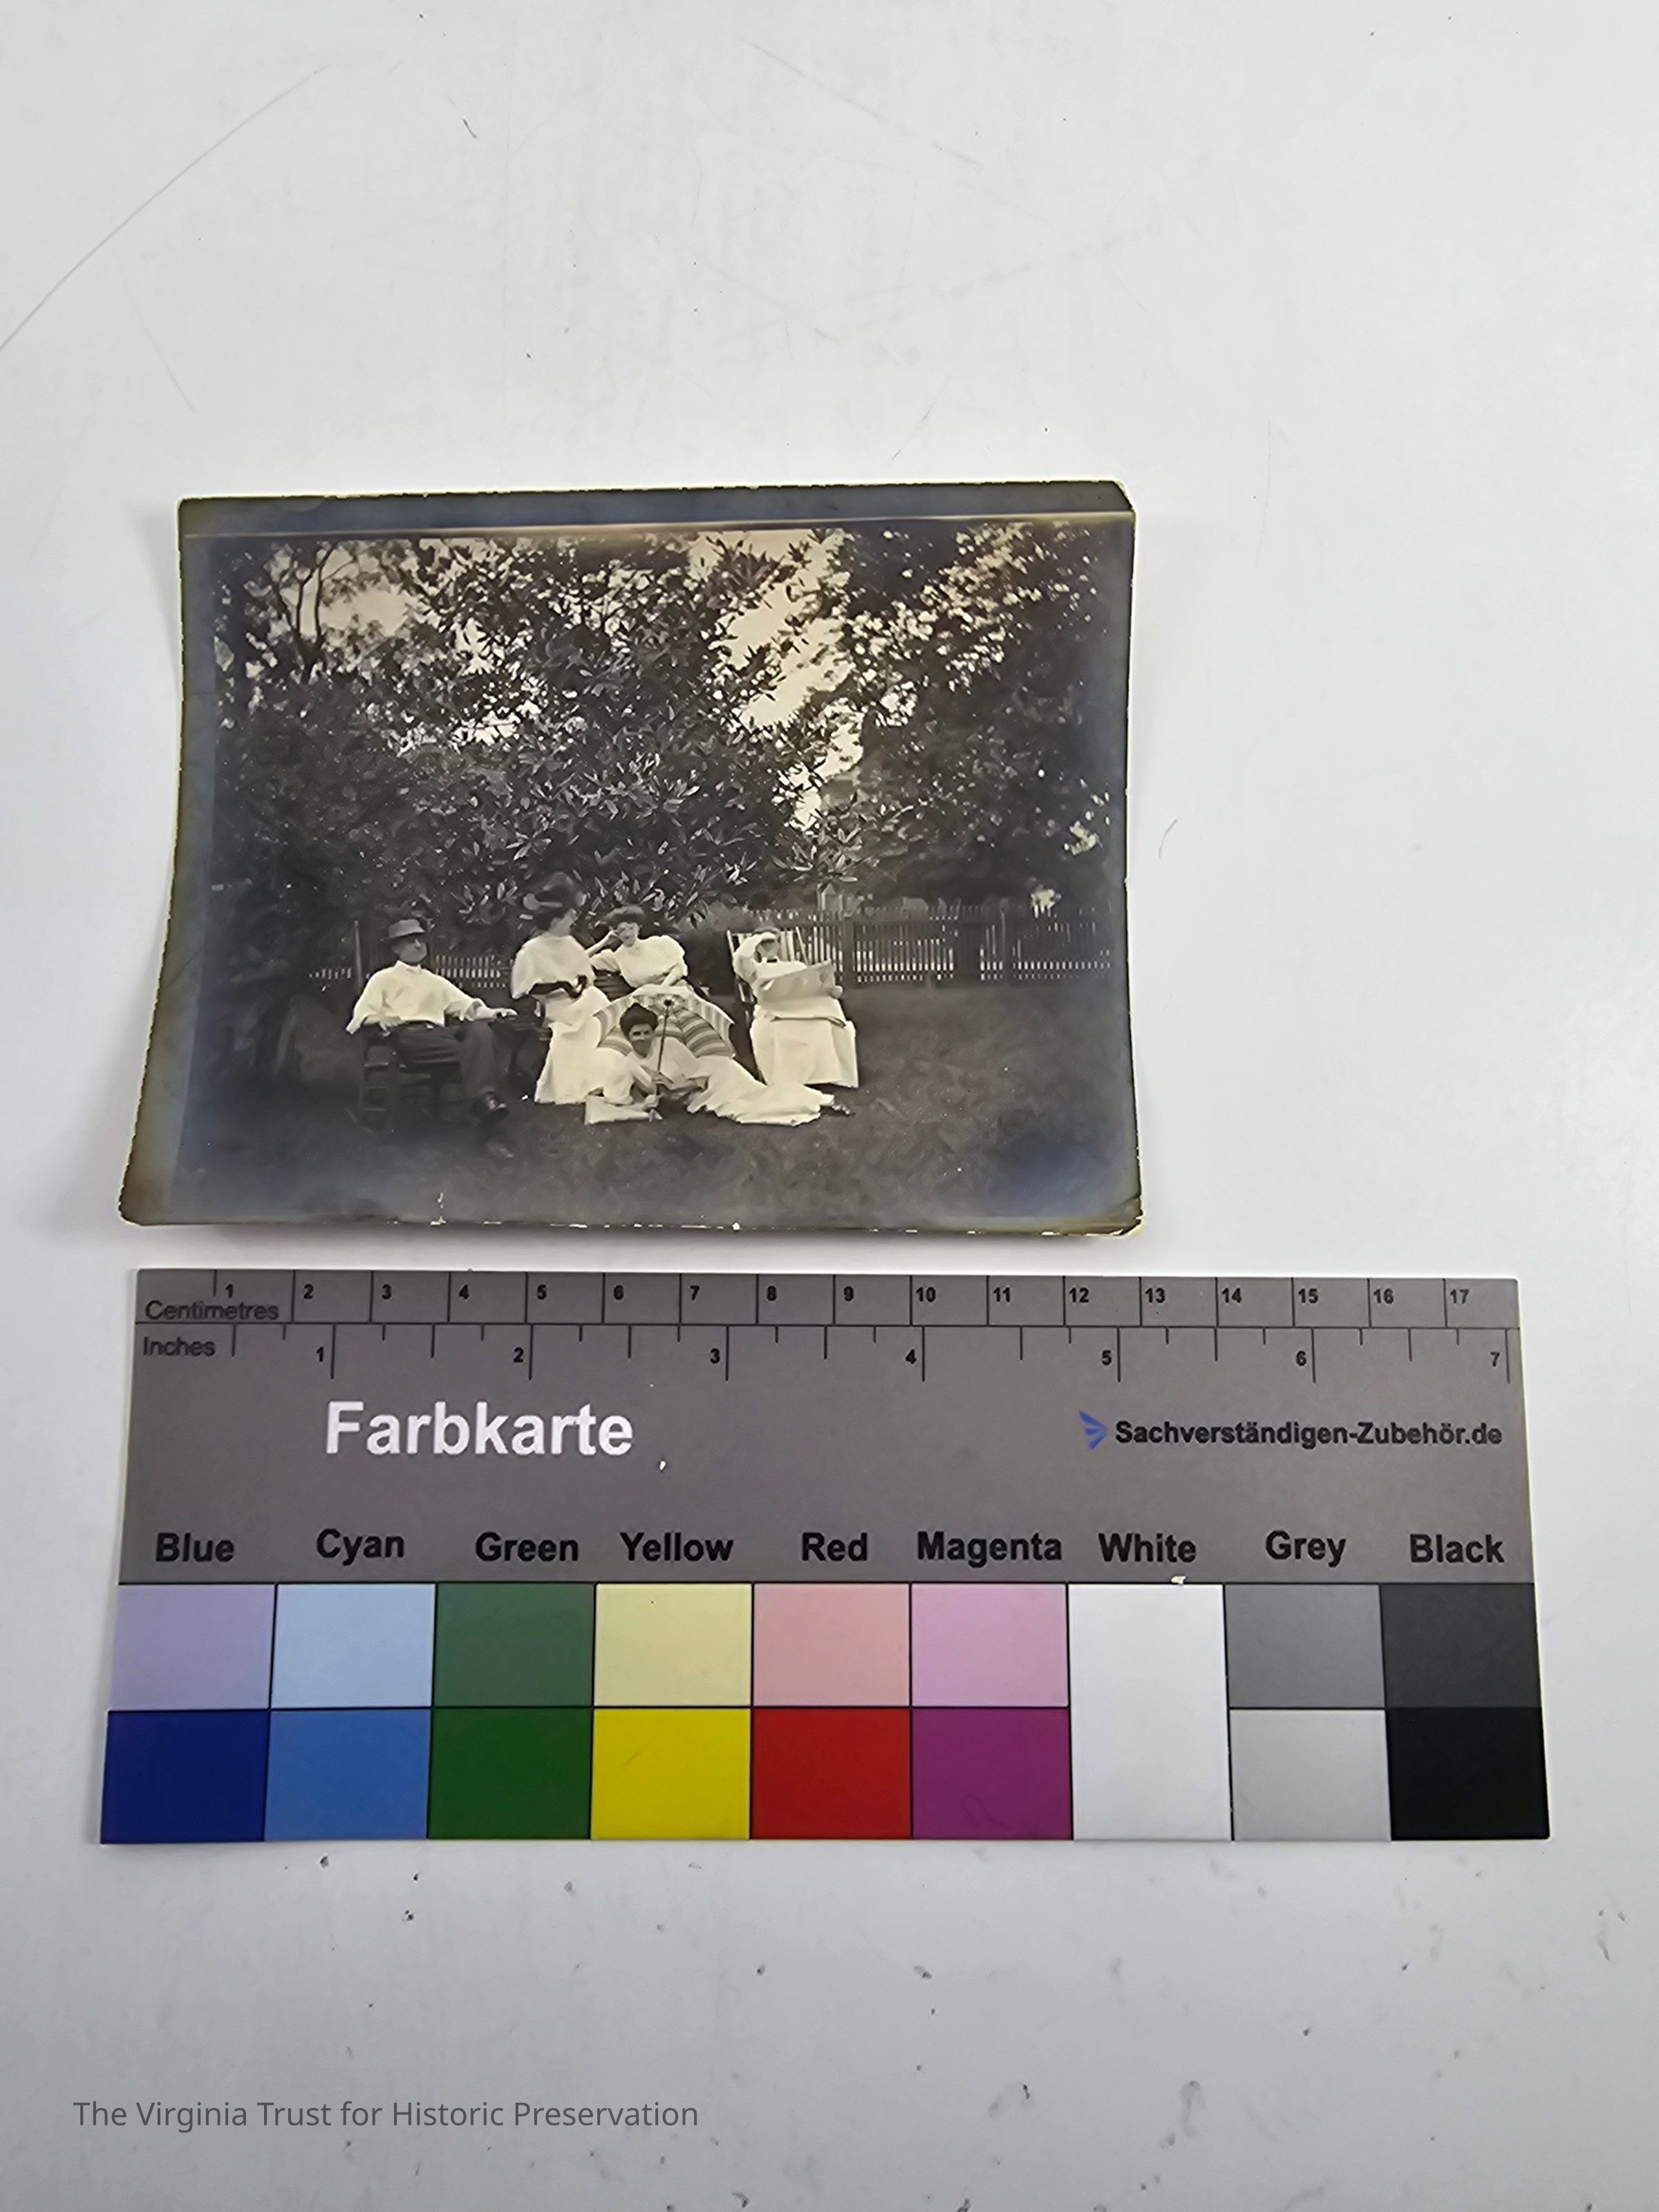 Centimetres 1 2 3 4 5 6 7 8 9 10 11 12 13 14 15 16 17
Inches 1 2 3 4 5 6 7
Farbkarte
Sachverständigen-Zubehör.de
Blue Cyan Green Yellow Red Magenta White Grey Black
The Virginia Trust for Historic Preservation